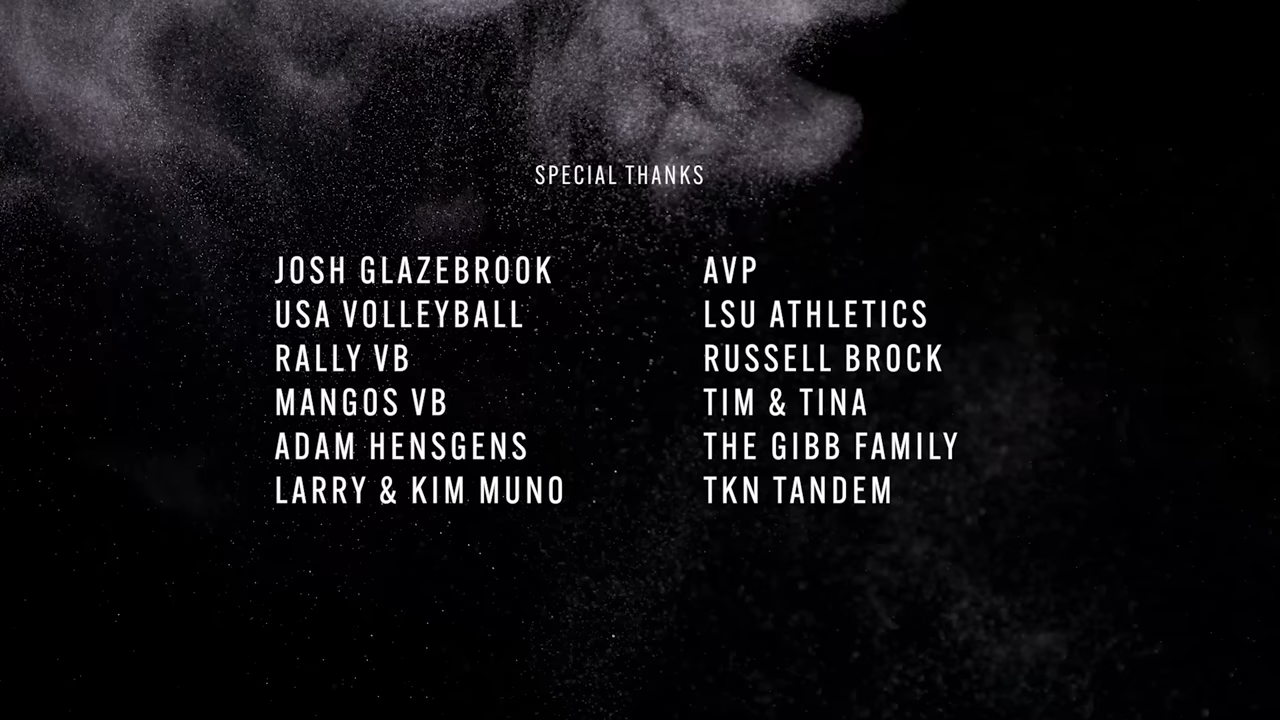 SPECIAL THANKS
JOSH GLAZEBROOK
USA VOLLEYBALL
RALLY VB
MANGOS VB
ADAM HENSGENS
LARRY & KIM MUNO
AVP
LSU ATHLETICS
RUSSELL BROCK
TIM & TINA
THE GIBB FAMILY
TKN TANDEM